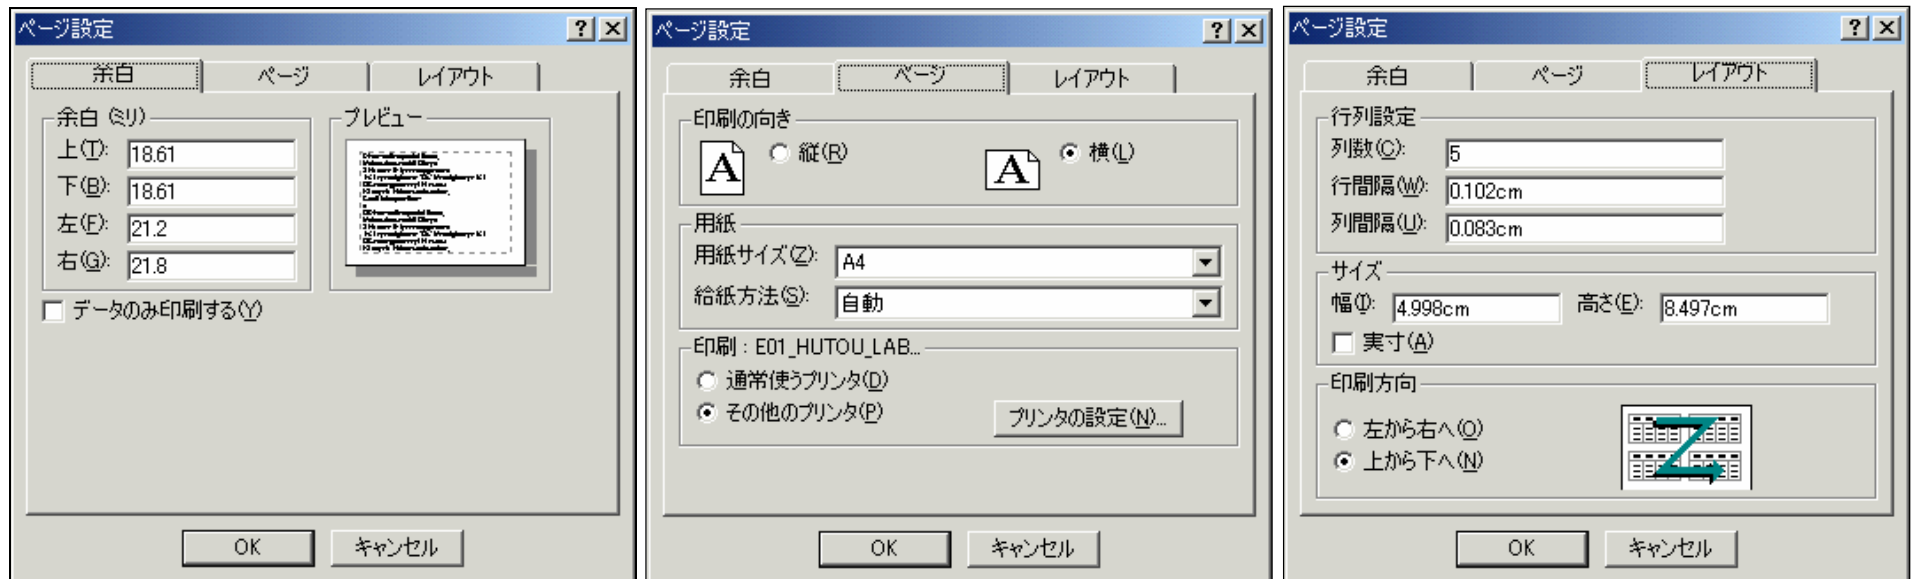 ページ設定
余白 ページ レイアウト
余白 (ミリ)
上(T): 18.61
下(B): 18.61
左(F): 21.2
右(G): 21.8
プレビュー
データのみ印刷する(Y)
OK キャンセル
ページ設定
余白 ページ レイアウト
印刷の向き
A 縦(R) A 横(L)
用紙
用紙サイズ(Z): A4
給紙方法(S): 自動
印刷 : E01_HUTOU_LAB...
通常使うプリンタ(D)
その他のプリンタ(P) プリンタの設定(N)...
OK キャンセル
ページ設定
余白 ページ レイアウト
行列設定
列数(C): 5
行間隔(W): 0.102cm
列間隔(U): 0.083cm
サイズ
幅(I): 4.998cm 高さ(E): 8.497cm
実寸(A)
印刷方向
左から右へ(O)
上から下へ(N)
OK キャンセル